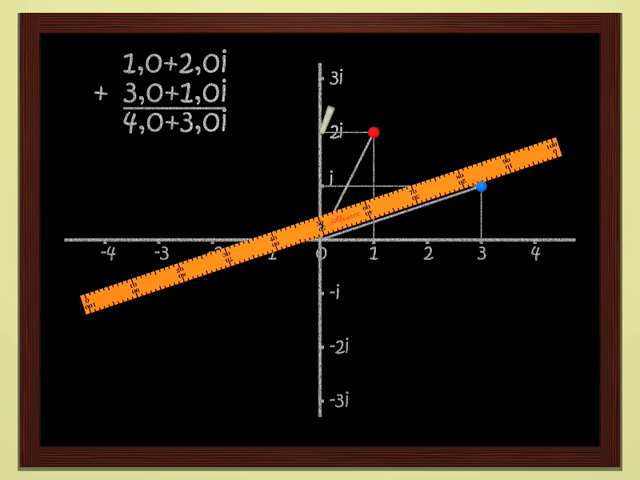 1,0+2,0i
+ 3,0+1,0i
4,0+3,0i
3i
2i
i
-4 -3 -2 -1 0 1 2 3 4
-i
-2i
-3i